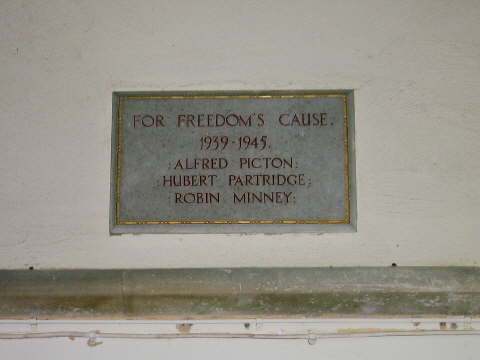 FOR FREEDOM'S CAUSE.
1939-1945.
:ALFRED PICTON:
:HUBERT PARTRIDGE:
:ROBIN MINNEY: